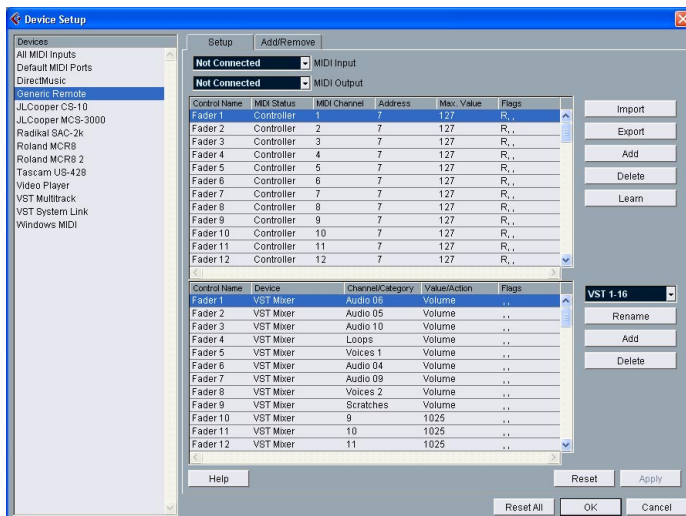 Device Setup
Devices
All MIDI Inputs
Default MIDI Ports
DirectMusic
Generic Remote
JLCooper CS-10
JLCooper MCS-3000
Radikal SAC-2k
Roland MCR8
Roland MCR8 2
Tascam US-428
Video Player
VST Multitrack
VST System Link
Windows MIDI
Setup Add/Remove
Not Connected MIDI Input
Not Connected MIDI Output
Control Name MIDI Status MIDI Channel Address Max. Value Flags
Fader 1 Controller 1 7 127 R, ,
Fader 2 Controller 2 7 127 R, ,
Fader 3 Controller 3 7 127 R, ,
Fader 4 Controller 4 7 127 R, ,
Fader 5 Controller 5 7 127 R, ,
Fader 6 Controller 6 7 127 R, ,
Fader 7 Controller 7 7 127 R, ,
Fader 8 Controller 8 7 127 R, ,
Fader 9 Controller 9 7 127 R, ,
Fader 10 Controller 10 7 127 R, ,
Fader 11 Controller 11 7 127 R, ,
Fader 12 Controller 12 7 127 R, ,
Import
Export
Add
Delete
Learn
Control Name Device Channel/Category Value/Action Flags
Fader 1 VST Mixer Audio 06 Volume , ,
Fader 2 VST Mixer Audio 05 Volume , ,
Fader 3 VST Mixer Audio 10 Volume , ,
Fader 4 VST Mixer Loops Volume , ,
Fader 5 VST Mixer Voices 1 Volume , ,
Fader 6 VST Mixer Audio 04 Volume , ,
Fader 7 VST Mixer Audio 09 Volume , ,
Fader 8 VST Mixer Voices 2 Volume , ,
Fader 9 VST Mixer Scratches Volume , ,
Fader 10 VST Mixer 9 1025 , ,
Fader 11 VST Mixer 10 1025 , ,
Fader 12 VST Mixer 11 1025 , ,
VST 1-16
Rename
Add
Delete
Help Reset Apply
Reset All OK Cancel